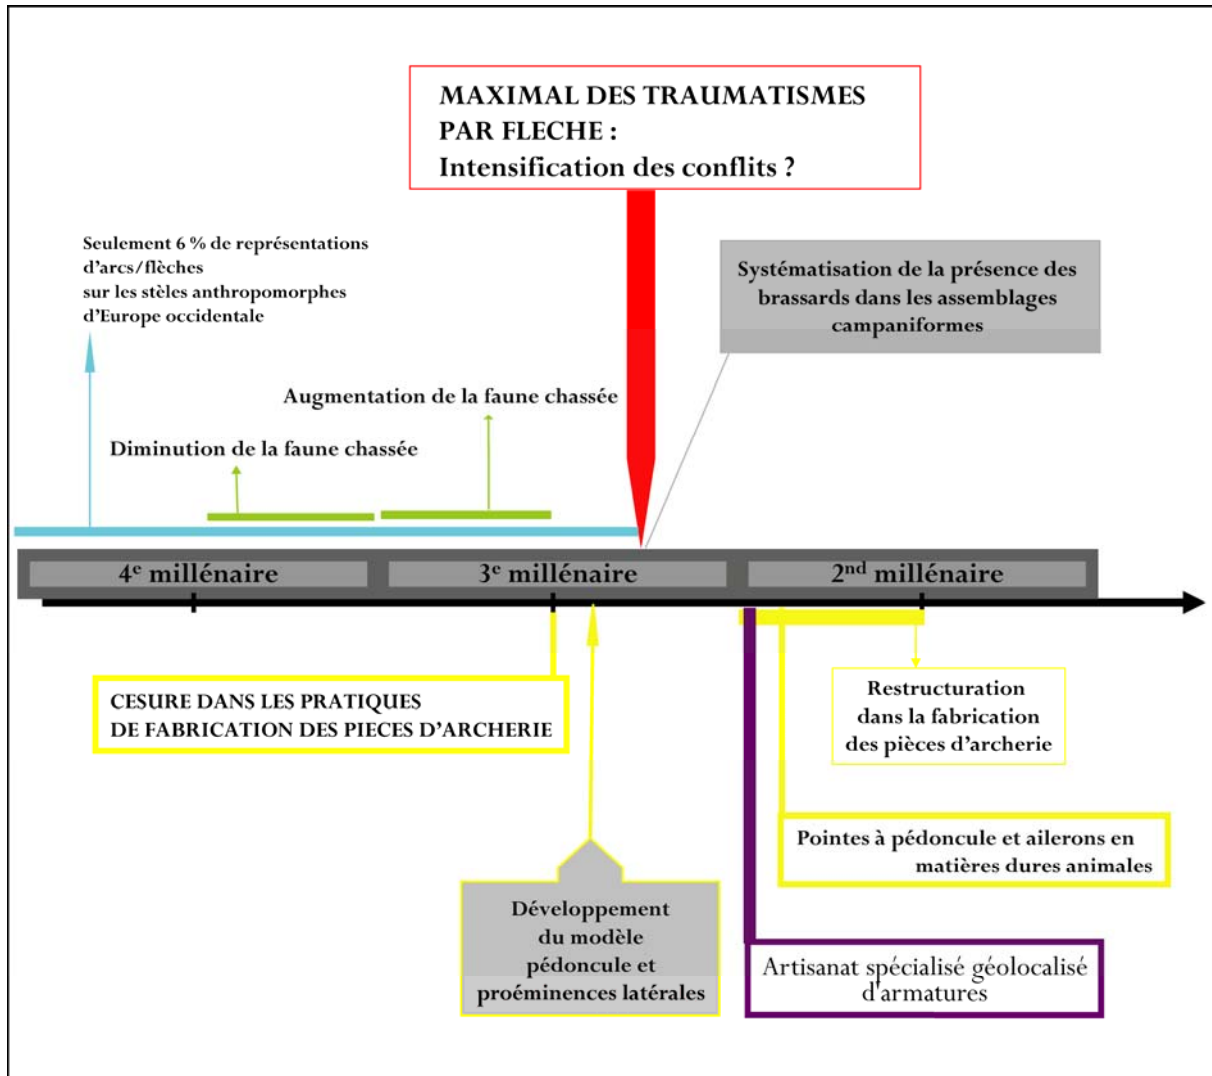 MAXIMAL DES TRAUMATISMES
PAR FLECHE :
Intensification des conflits ?
Seulement 6 % de représentations
d'arcs/flèches
sur les stèles anthropomorphes
d'Europe occidentale
Systématisation de la présence des
brassards dans les assemblages
campaniformes
Augmentation de la faune chassée
Diminution de la faune chassée
4e millénaire
3e millénaire
2nd millénaire
CESURE DANS LES PRATIQUES
DE FABRICATION DES PIECES D'ARCHERIE
Restructuration
dans la fabrication
des pièces d'archerie
Pointes à pédoncule et ailerons en
matières dures animales
Développement
du modèle
pédoncule et
proéminences latérales
Artisanat spécialisé géolocalisé
d'armatures